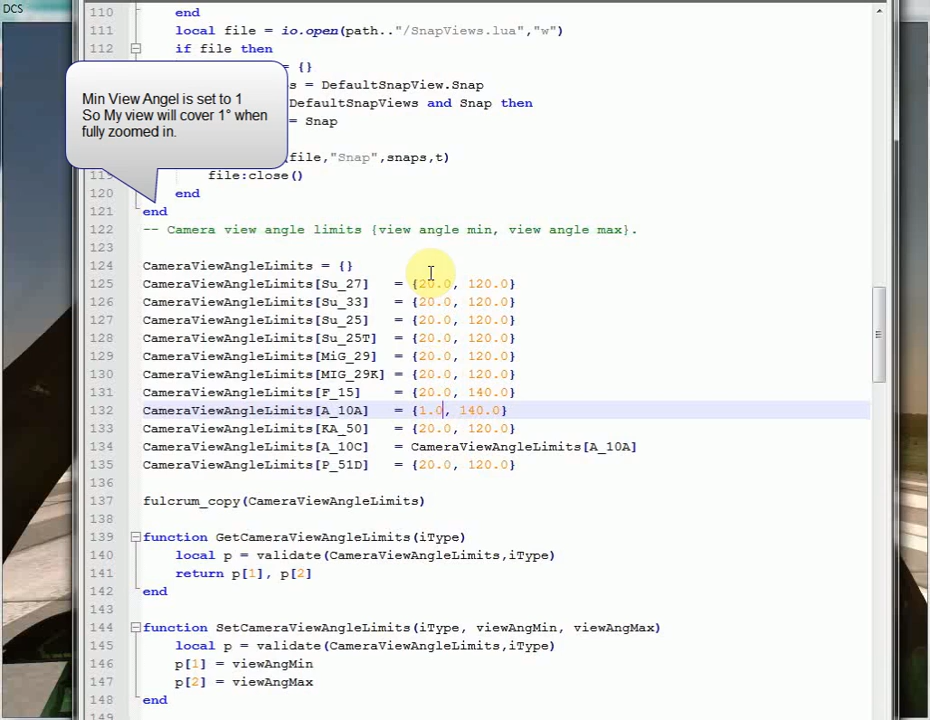 DCS
110 end
111 local file = io.open(path.."/SnapViews.lua","w")
112 if file then
= {}
s = DefaultSnapView.Snap
DefaultSnapViews and Snap then
= Snap
(file,"Snap",snaps,t)
119 file:close()
120 end
121 end
Min View Angel is set to 1
So My view will cover 1° when
fully zoomed in.
122 -- Camera view angle limits {view angle min, view angle max}.
123
124 CameraViewAngleLimits = {}
125 CameraViewAngleLimits[Su_27] = {20.0, 120.0}
126 CameraViewAngleLimits[Su_33] = {20.0, 120.0}
127 CameraViewAngleLimits[Su_25] = {20.0, 120.0}
128 CameraViewAngleLimits[Su_25T] = {20.0, 120.0}
129 CameraViewAngleLimits[MiG_29] = {20.0, 120.0}
130 CameraViewAngleLimits[MIG_29K] = {20.0, 120.0}
131 CameraViewAngleLimits[F_15] = {20.0, 140.0}
132 CameraViewAngleLimits[A_10A] = {1.0, 140.0}
133 CameraViewAngleLimits[KA_50] = {20.0, 120.0}
134 CameraViewAngleLimits[A_10C] = CameraViewAngleLimits[A_10A]
135 CameraViewAngleLimits[P_51D] = {20.0, 120.0}
136
137 fulcrum_copy(CameraViewAngleLimits)
138
139 function GetCameraViewAngleLimits(iType)
140 local p = validate(CameraViewAngleLimits,iType)
141 return p[1], p[2]
142 end
143
144 function SetCameraViewAngleLimits(iType, viewAngMin, viewAngMax)
145 local p = validate(CameraViewAngleLimits,iType)
146 p[1] = viewAngMin
147 p[2] = viewAngMax
148 end
149